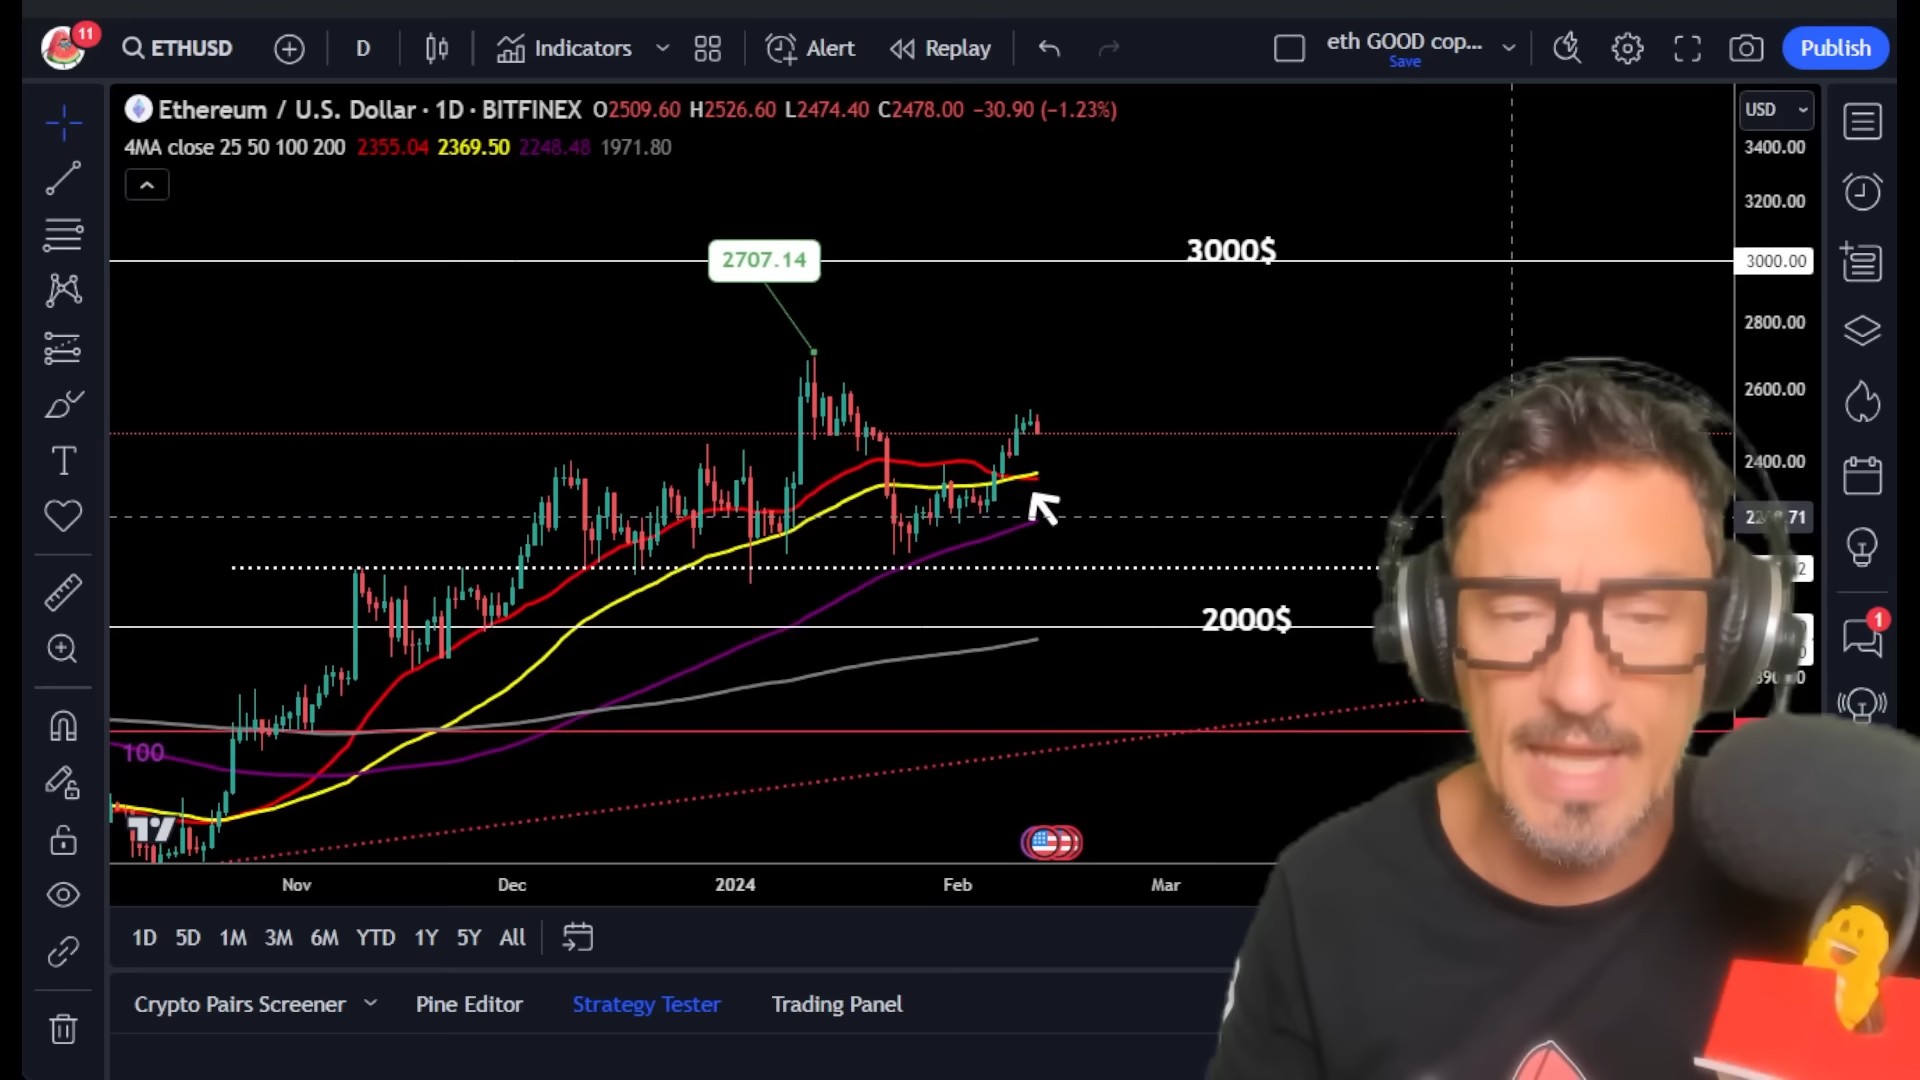 11
ETHUSD
D
Indicators
Alert
Replay
eth GOOD cop...
Save
Publish
Ethereum / U.S. Dollar · 1D · BITFINEX O2509.60 H2526.60 L2474.40 C2478.00 −30.90 (−1.23%)
USD
4MA close 25 50 100 200 2355.04 2369.50 2248.48 1971.80
3400.00
3200.00
3000$
2707.14
3000.00
2800.00
2600.00
2400.00
2000$
100
1
Nov
Dec
2024
Feb
Mar
1D 5D 1M 3M 6M YTD 1Y 5Y All
Crypto Pairs Screener
Pine Editor
Strategy Tester
Trading Panel